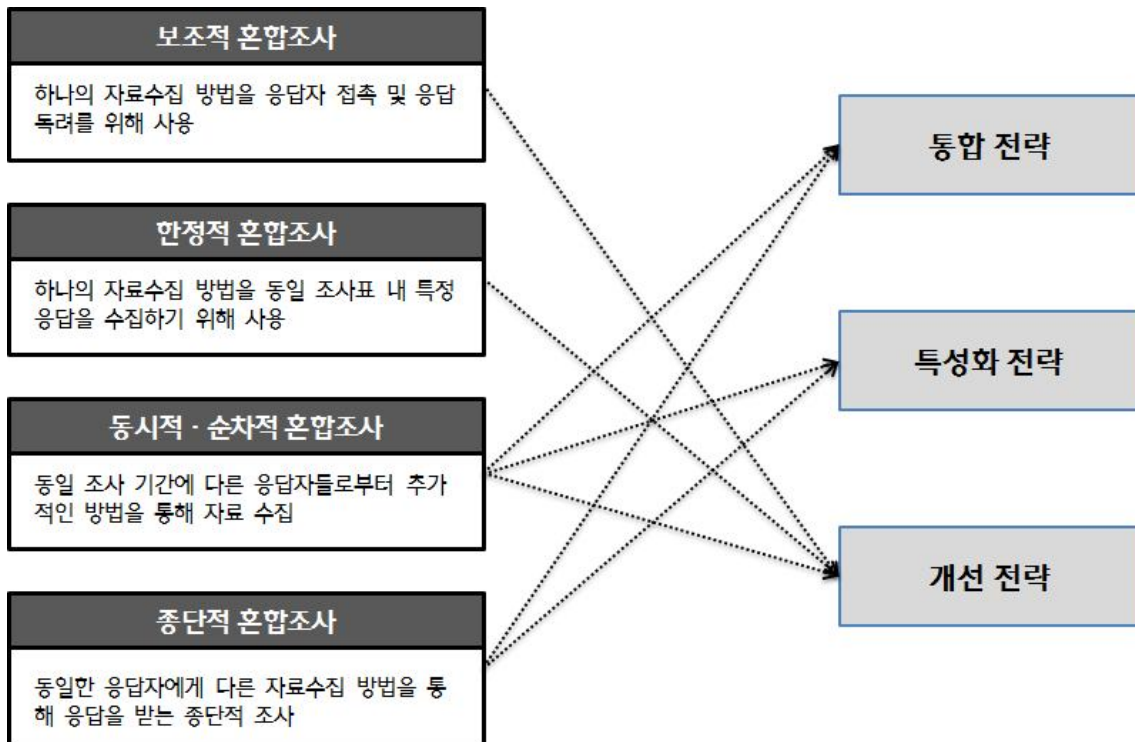 보조적 혼합조사
하나의 자료수집 방법을 응답자 접촉 및 응답
독려를 위해 사용
한정적 혼합조사
하나의 자료수집 방법을 동일 조사표 내 특정
응답을 수집하기 위해 사용
동시적 · 순차적 혼합조사
동일 조사 기간에 다른 응답자들로부터 추가
적인 방법을 통해 자료 수집
종단적 혼합조사
동일한 응답자에게 다른 자료수집 방법을 통
해 응답을 받는 종단적 조사
통합 전략
특성화 전략
개선 전략